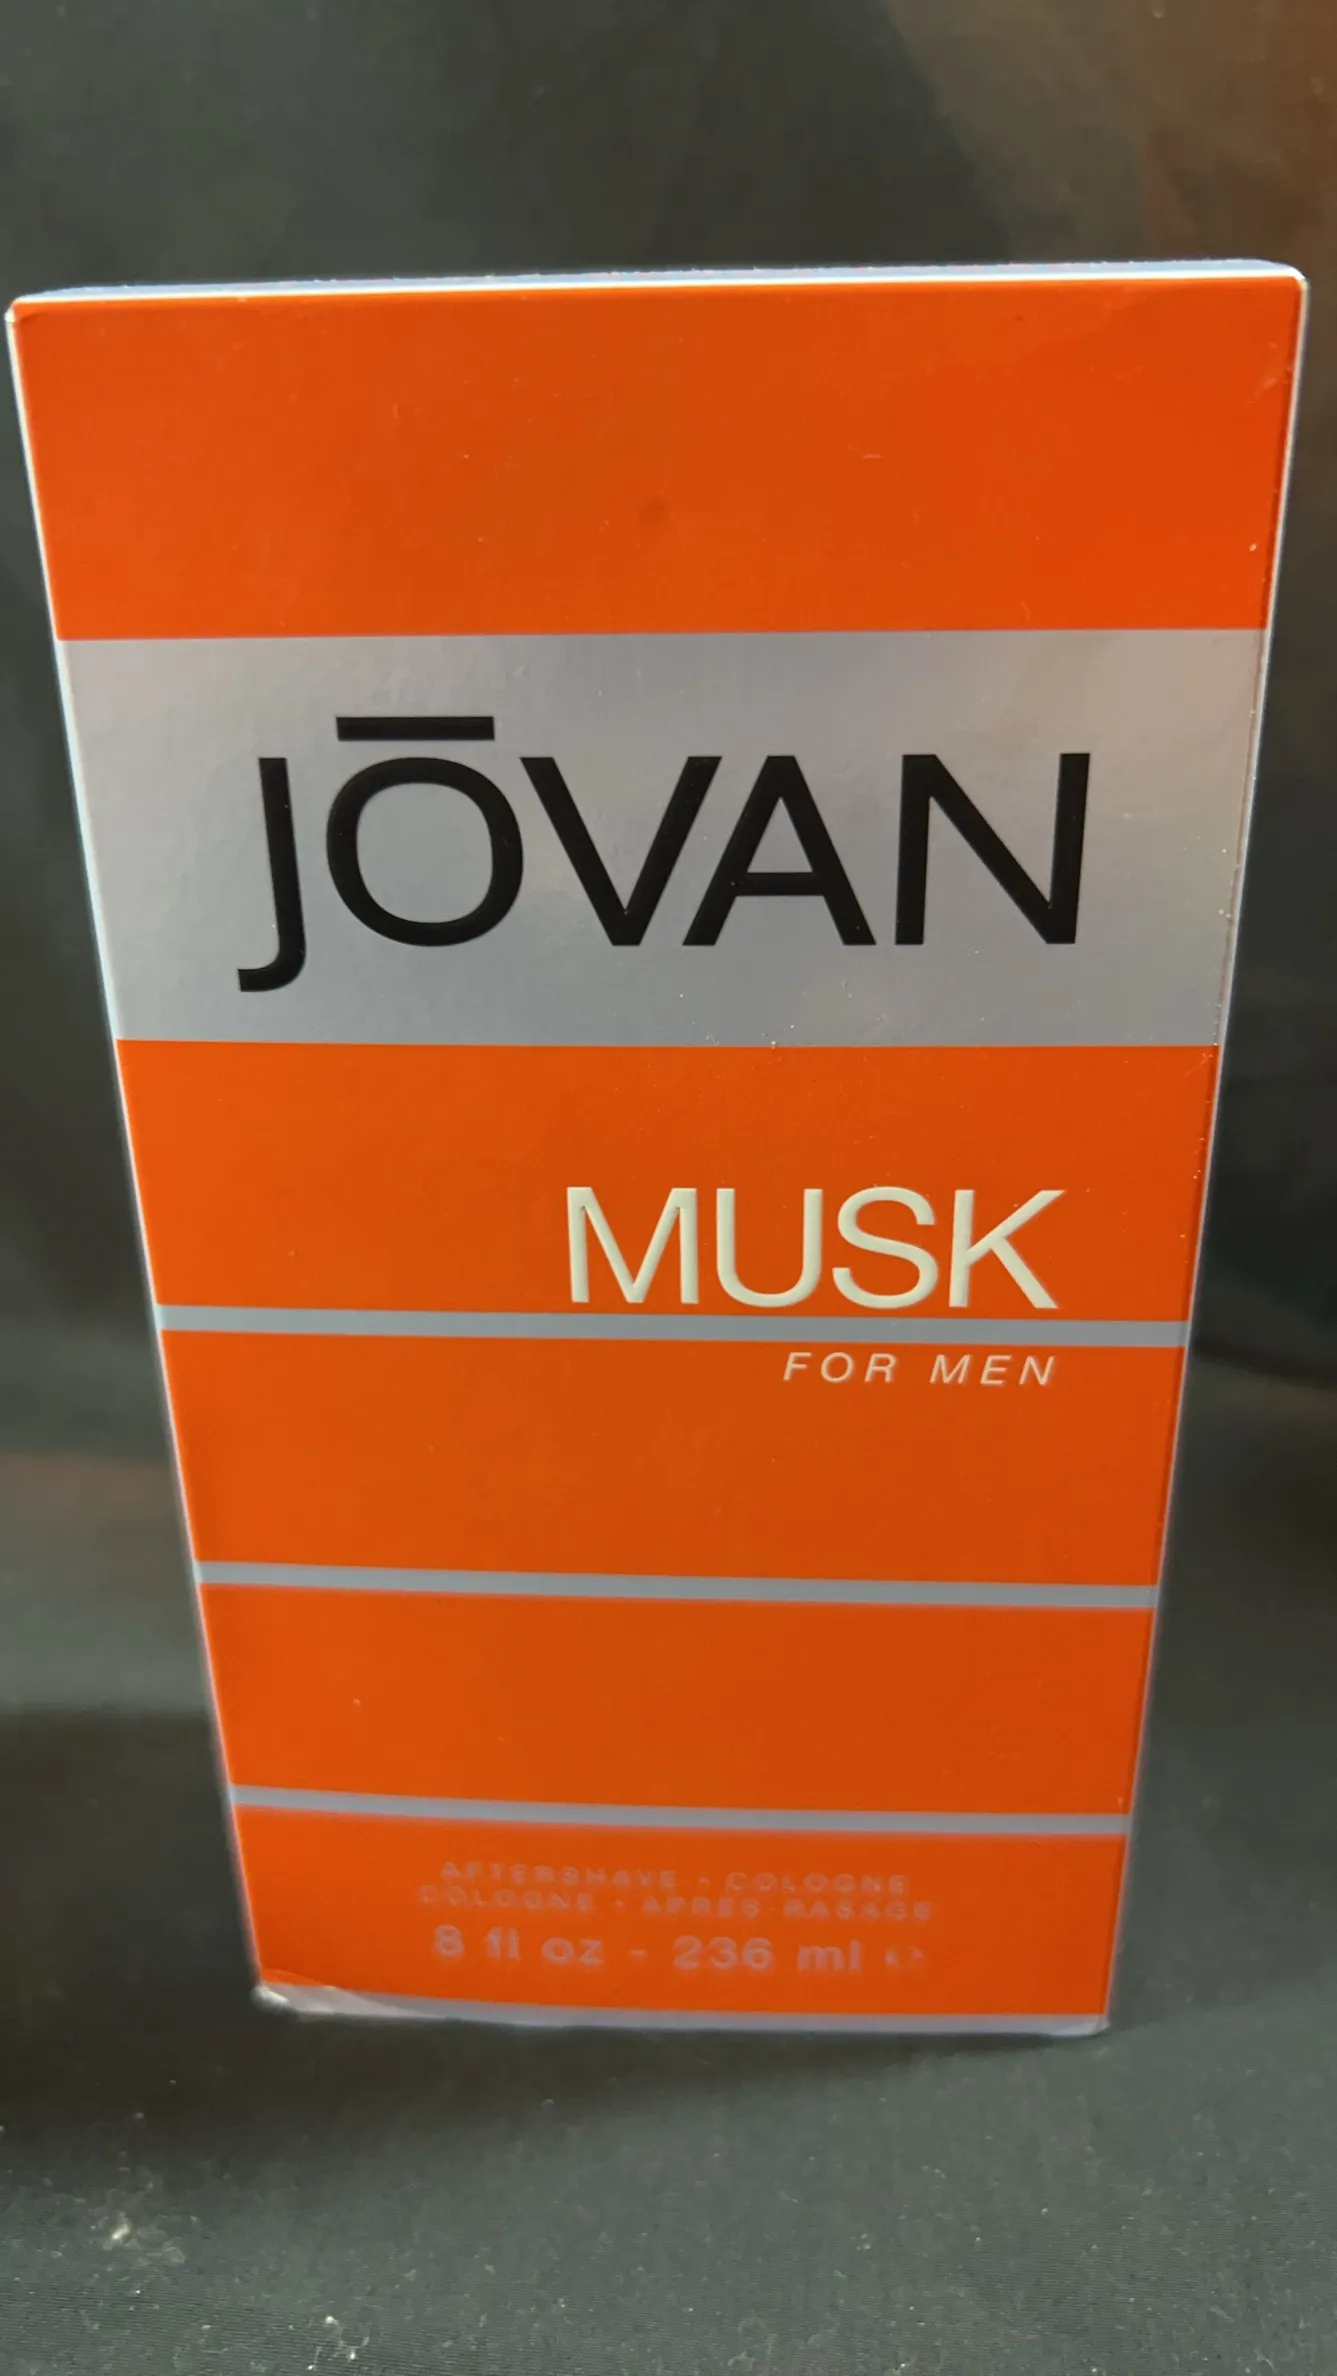 JŌVAN
MUSK
FOR MEN
AFTERSHAVE - COLOGNE
COLOGNE - APRÈS-RASAGE
8 fl oz - 236 ml ℮